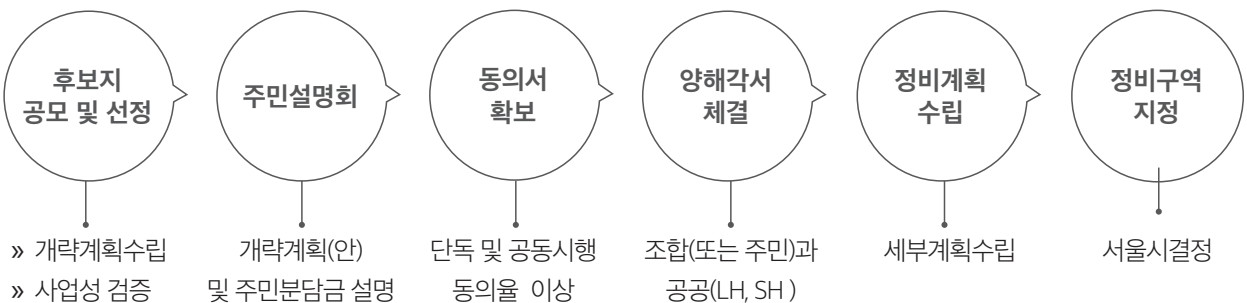 후보지
공모 및 선정
주민설명회
동의서
확보
양해각서
체결
정비계획
수립
정비구역
지정
» 개략계획수립
» 사업성 검증
개략계획(안)
및 주민분담금 설명
단독 및 공동시행
동의율 이상
조합(또는 주민)과
공공(LH, SH )
세부계획수립
서울시결정